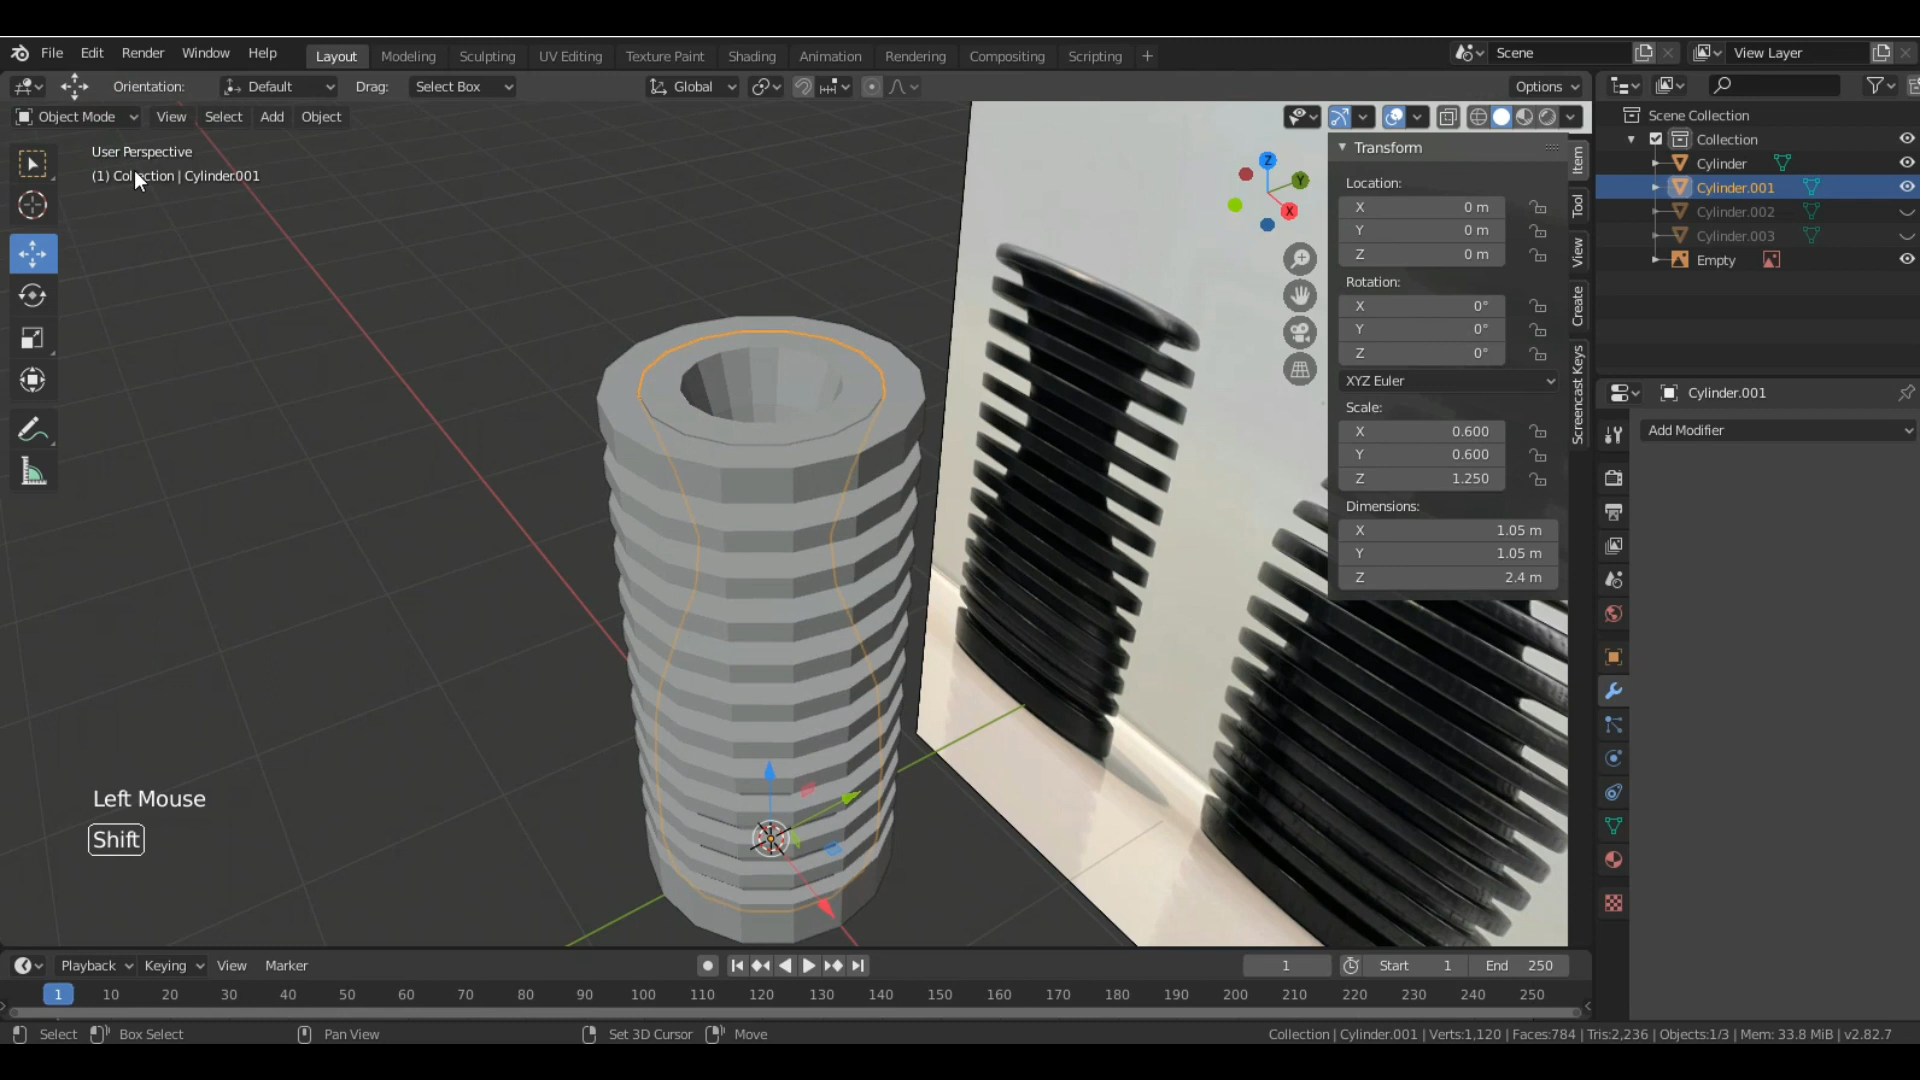 File Edit Render Window Help Layout Modeling Sculpting UV Editing Texture Paint Shading Animation Rendering Compositing Scripting + Scene View Layer
Orientation: Default Drag: Select Box Global Options
Object Mode View Select Add Object
User Perspective
(1) Collection | Cylinder.001
Z
Y
X
Transform
Location:
X 0 m
Y 0 m
Z 0 m
Rotation:
X 0°
Y 0°
Z 0°
XYZ Euler
Scale:
X 0.600
Y 0.600
Z 1.250
Dimensions:
X 1.05 m
Y 1.05 m
Z 2.4 m
Item
Tool
View
Create
Screencast Keys
Scene Collection
Collection
Cylinder
Cylinder.001
Cylinder.002
Cylinder.003
Empty
Cylinder.001
Add Modifier
Left Mouse
Shift
Playback Keying View Marker 1 Start 1 End 250
1 10 20 30 40 50 60 70 80 90 100 110 120 130 140 150 160 170 180 190 200 210 220 230 240 250
Select Box Select Pan View Set 3D Cursor Move Collection | Cylinder.001 | Verts:1,120 | Faces:784 | Tris:2,236 | Objects:1/3 | Mem: 33.8 MiB | v2.82.7